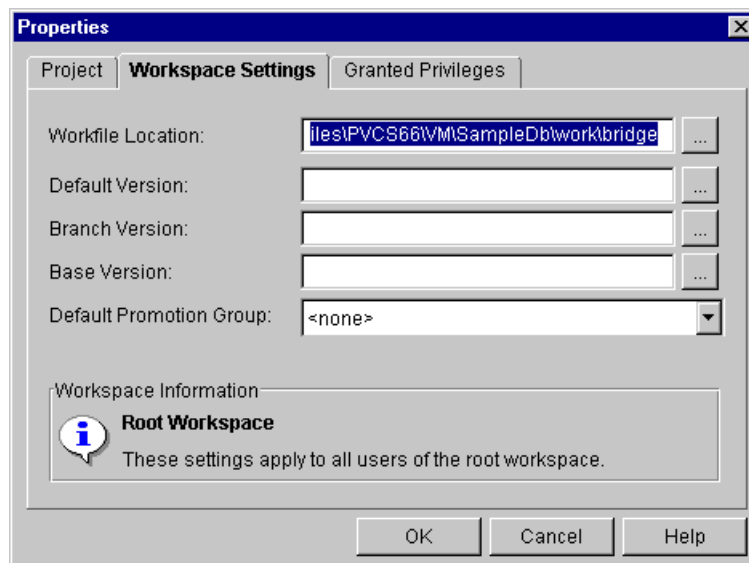 Properties
Project Workspace Settings Granted Privileges
Workfile Location: iles\PVCS66\VM\SampleDb\work\bridge ...
Default Version: ...
Branch Version: ...
Base Version: ...
Default Promotion Group: <none>
Workspace Information
Root Workspace
These settings apply to all users of the root workspace.
OK Cancel Help